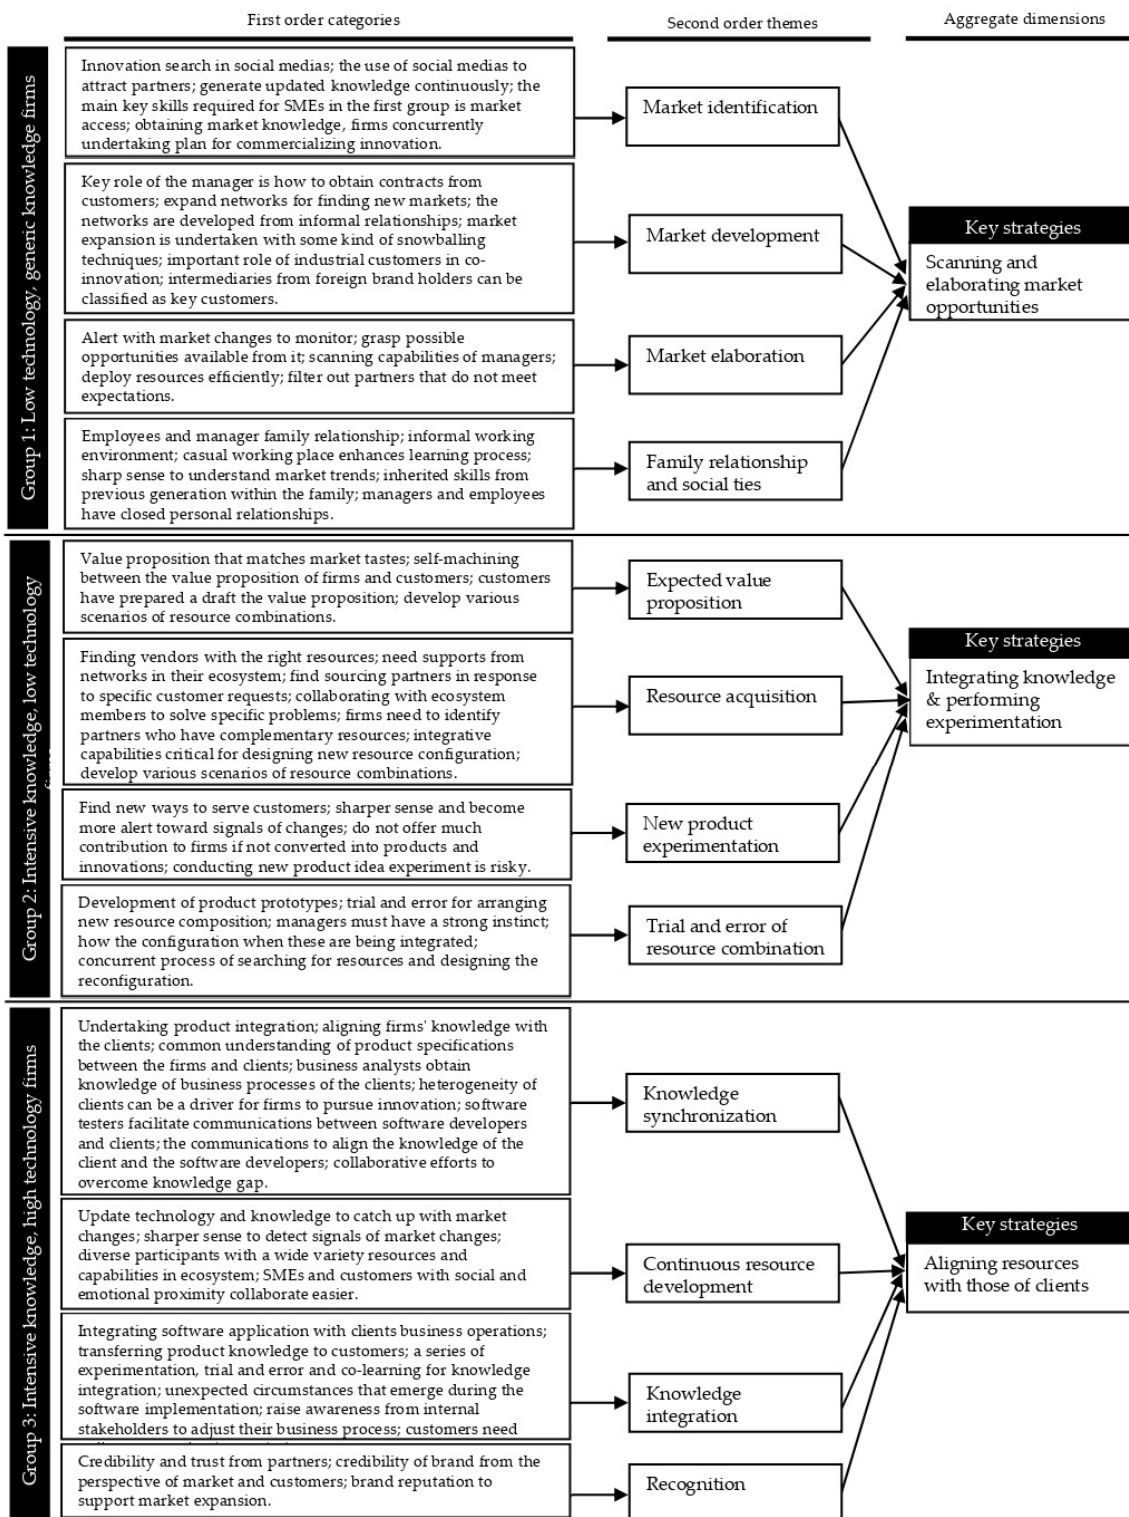 First order categories
Second order themes
Aggregate dimensions
Group 1: Low technology, generic knowledge firms
Innovation search in social medias; the use of social medias to
attract partners; generate updated knowledge continuously; the
main key skills required for SMEs in the first group is market
access; obtaining market knowledge, firms concurrently
undertaking plan for commercializing innovation.
Market identification
Key role of the manager is how to obtain contracts from
customers; expand networks for finding new markets; the
networks are developed from informal relationships; market
expansion is undertaken with some kind of snowballing
techniques; important role of industrial customers in co-
innovation; intermediaries from foreign brand holders can be
classified as key customers.
Market development
Alert with market changes to monitor; grasp possible
opportunities available from it; scanning capabilities of managers;
deploy resources efficiently; filter out partners that do not meet
expectations.
Market elaboration
Employees and manager family relationship; informal working
environment; casual working place enhances learning process;
sharp sense to understand market trends; inherited skills from
previous generation within the family; managers and employees
have closed personal relationships.
Family relationship
and social ties
Key strategies
Scanning and
elaborating market
opportunities
Group 2: Intensive knowledge, low technology
Value proposition that matches market tastes; self-machining
between the value proposition of firms and customers; customers
have prepared a draft the value proposition; develop various
scenarios of resource combinations.
Expected value
proposition
Finding vendors with the right resources; need supports from
networks in their ecosystem; find sourcing partners in response
to specific customer requests; collaborating with ecosystem
members to solve specific problems; firms need to identify
partners who have complementary resources; integrative
capabilities critical for designing new resource configuration;
develop various scenarios of resource combinations.
Resource acquisition
Find new ways to serve customers; sharper sense and become
more alert toward signals of changes; do not offer much
contribution to firms if not converted into products and
innovations; conducting new product idea experiment is risky.
New product
experimentation
Development of product prototypes; trial and error for arranging
new resource composition; managers must have a strong instinct;
how the configuration when these are being integrated;
concurrent process of searching for resources and designing the
reconfiguration.
Trial and error of
resource combination
Key strategies
Integrating knowledge
& performing
experimentation
Group 3: Intensive knowledge, high technology firms
Undertaking product integration; aligning firms' knowledge with
the clients; common understanding of product specifications
between the firms and clients; business analysts obtain
knowledge of business processes of the clients; heterogeneity of
clients can be a driver for firms to pursue innovation; software
testers facilitate communications between software developers
and clients; the communications to align the knowledge of the
client and the software developers; collaborative efforts to
overcome knowledge gap.
Knowledge
synchronization
Update technology and knowledge to catch up with market
changes; sharper sense to detect signals of market changes;
diverse participants with a wide variety resources and
capabilities in ecosystem; SMEs and customers with social and
emotional proximity collaborate easier.
Continuous resource
development
Integrating software application with clients business operations;
transferring product knowledge to customers; a series of
experimentation, trial and error and co-learning for knowledge
integration; unexpected circumstances that emerge during the
software implementation; raise awareness from internal
stakeholders to adjust their business process; customers need
Knowledge
integration
Credibility and trust from partners; credibility of brand from the
perspective of market and customers; brand reputation to
support market expansion.
Recognition
Key strategies
Aligning resources
with those of clients